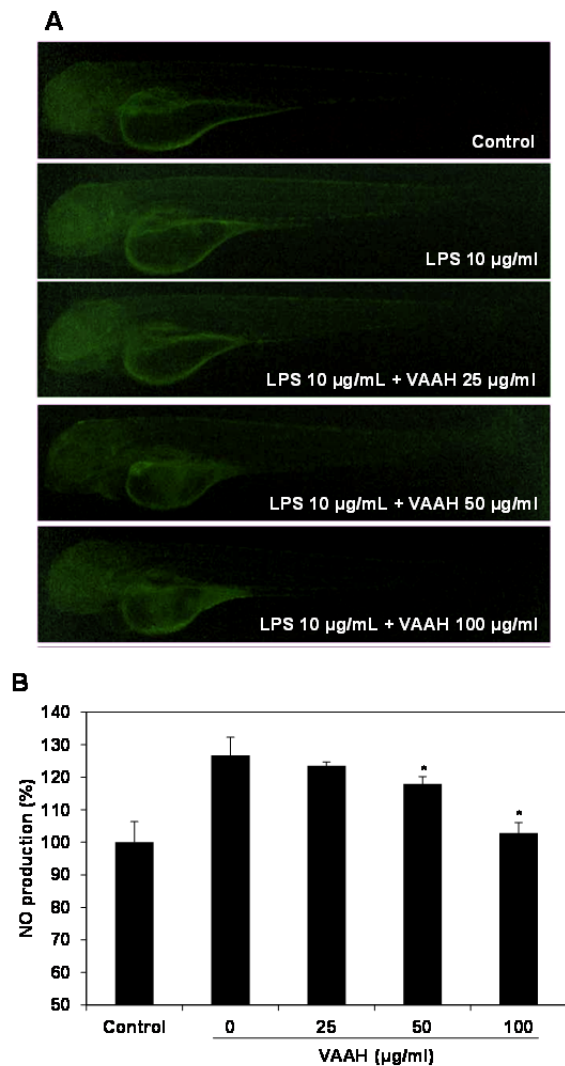 A
Control
LPS 10 µg/ml
LPS 10 µg/mL + VAAH 25 µg/ml
LPS 10 µg/mL + VAAH 50 µg/ml
LPS 10 µg/mL + VAAH 100 µg/ml
B
NO production (%)
140
130
120
110
100
90
80
70
60
50
*
*
Control 0 25 50 100
VAAH (µg/ml)